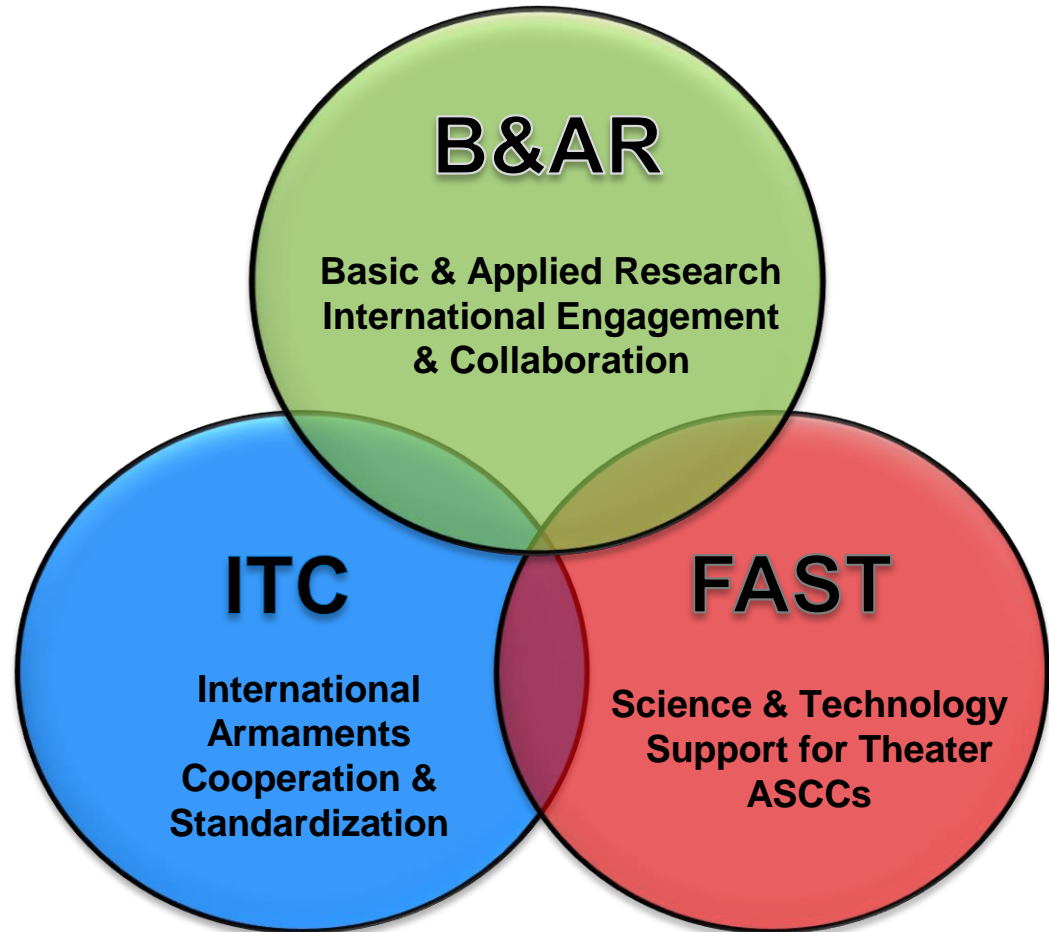 B&AR
Basic & Applied Research
International Engagement
& Collaboration
ITC
International
Armaments
Cooperation &
Standardization
FAST
Science & Technology
Support for Theater
ASCCs